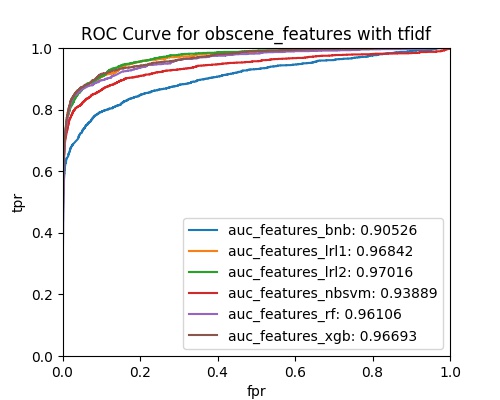 ROC Curve for obscene_features with tfidf
1.0
0.8
0.6
0.4
0.2
0.0
tpr
auc_features_bnb: 0.90526
auc_features_lrl1: 0.96842
auc_features_lrl2: 0.97016
auc_features_nbsvm: 0.93889
auc_features_rf: 0.96106
auc_features_xgb: 0.96693
0.0 0.2 0.4 0.6 0.8 1.0
fpr